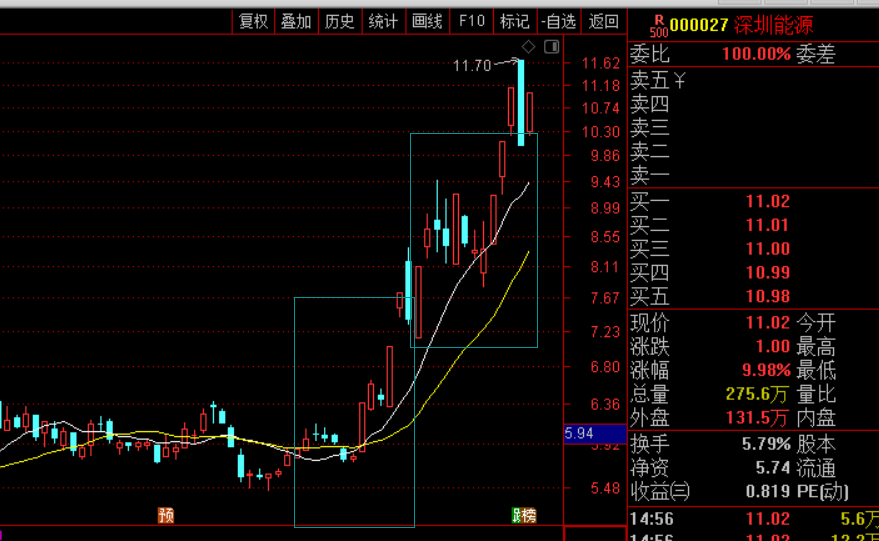 复权 叠加 历史 统计 画线 F10 标记 -自选 返回
R 500 000027 深圳能源
委比 100.00% 委差
卖五 ¥
卖四
卖三
卖二
卖一
买一 11.02
买二 11.01
买三 11.00
买四 10.99
买五 10.98
现价 11.02 今开
涨跌 1.00 最高
涨幅 9.98% 最低
总量 275.6万 量比
外盘 131.5万 内盘
换手 5.79% 股本
净资 5.74 流通
收益(三) 0.819 PE(动)
14:56 11.02 5.6万
14:56 11.02 12.2万
11.70
11.62
11.18
10.74
10.30
9.86
9.43
8.99
8.55
8.11
7.67
7.23
6.80
6.36
5.94
5.92
5.48
预
榜